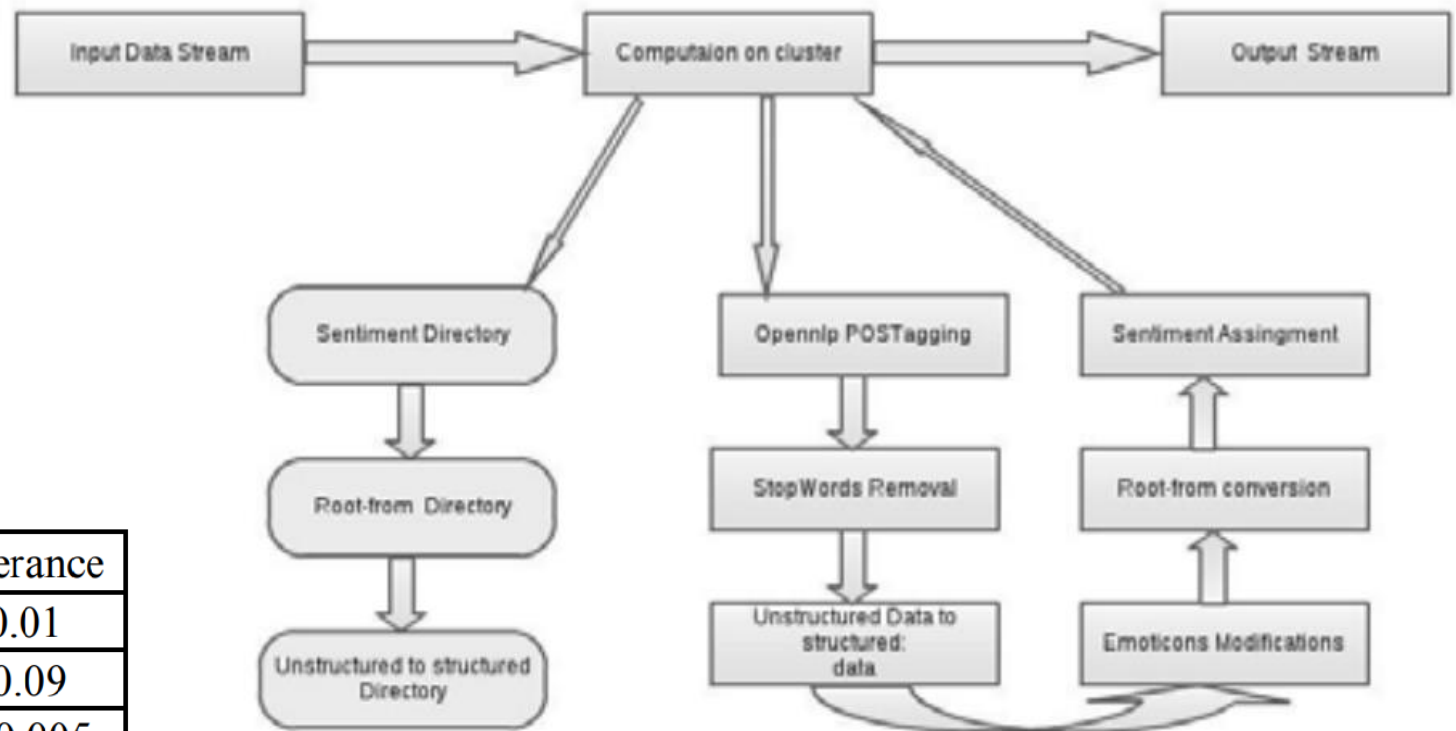 Input Data Stream
Computaion on cluster
Output Stream
Sentiment Directory
Root-from Directory
Unstructured to structured
Directory
Opennlp POSTagging
StopWords Removal
Unstructured Data to
structured:
data
Emoticons Modifications
Root-from conversion
Sentiment Assingment
erance
0.01
0.09
0.005